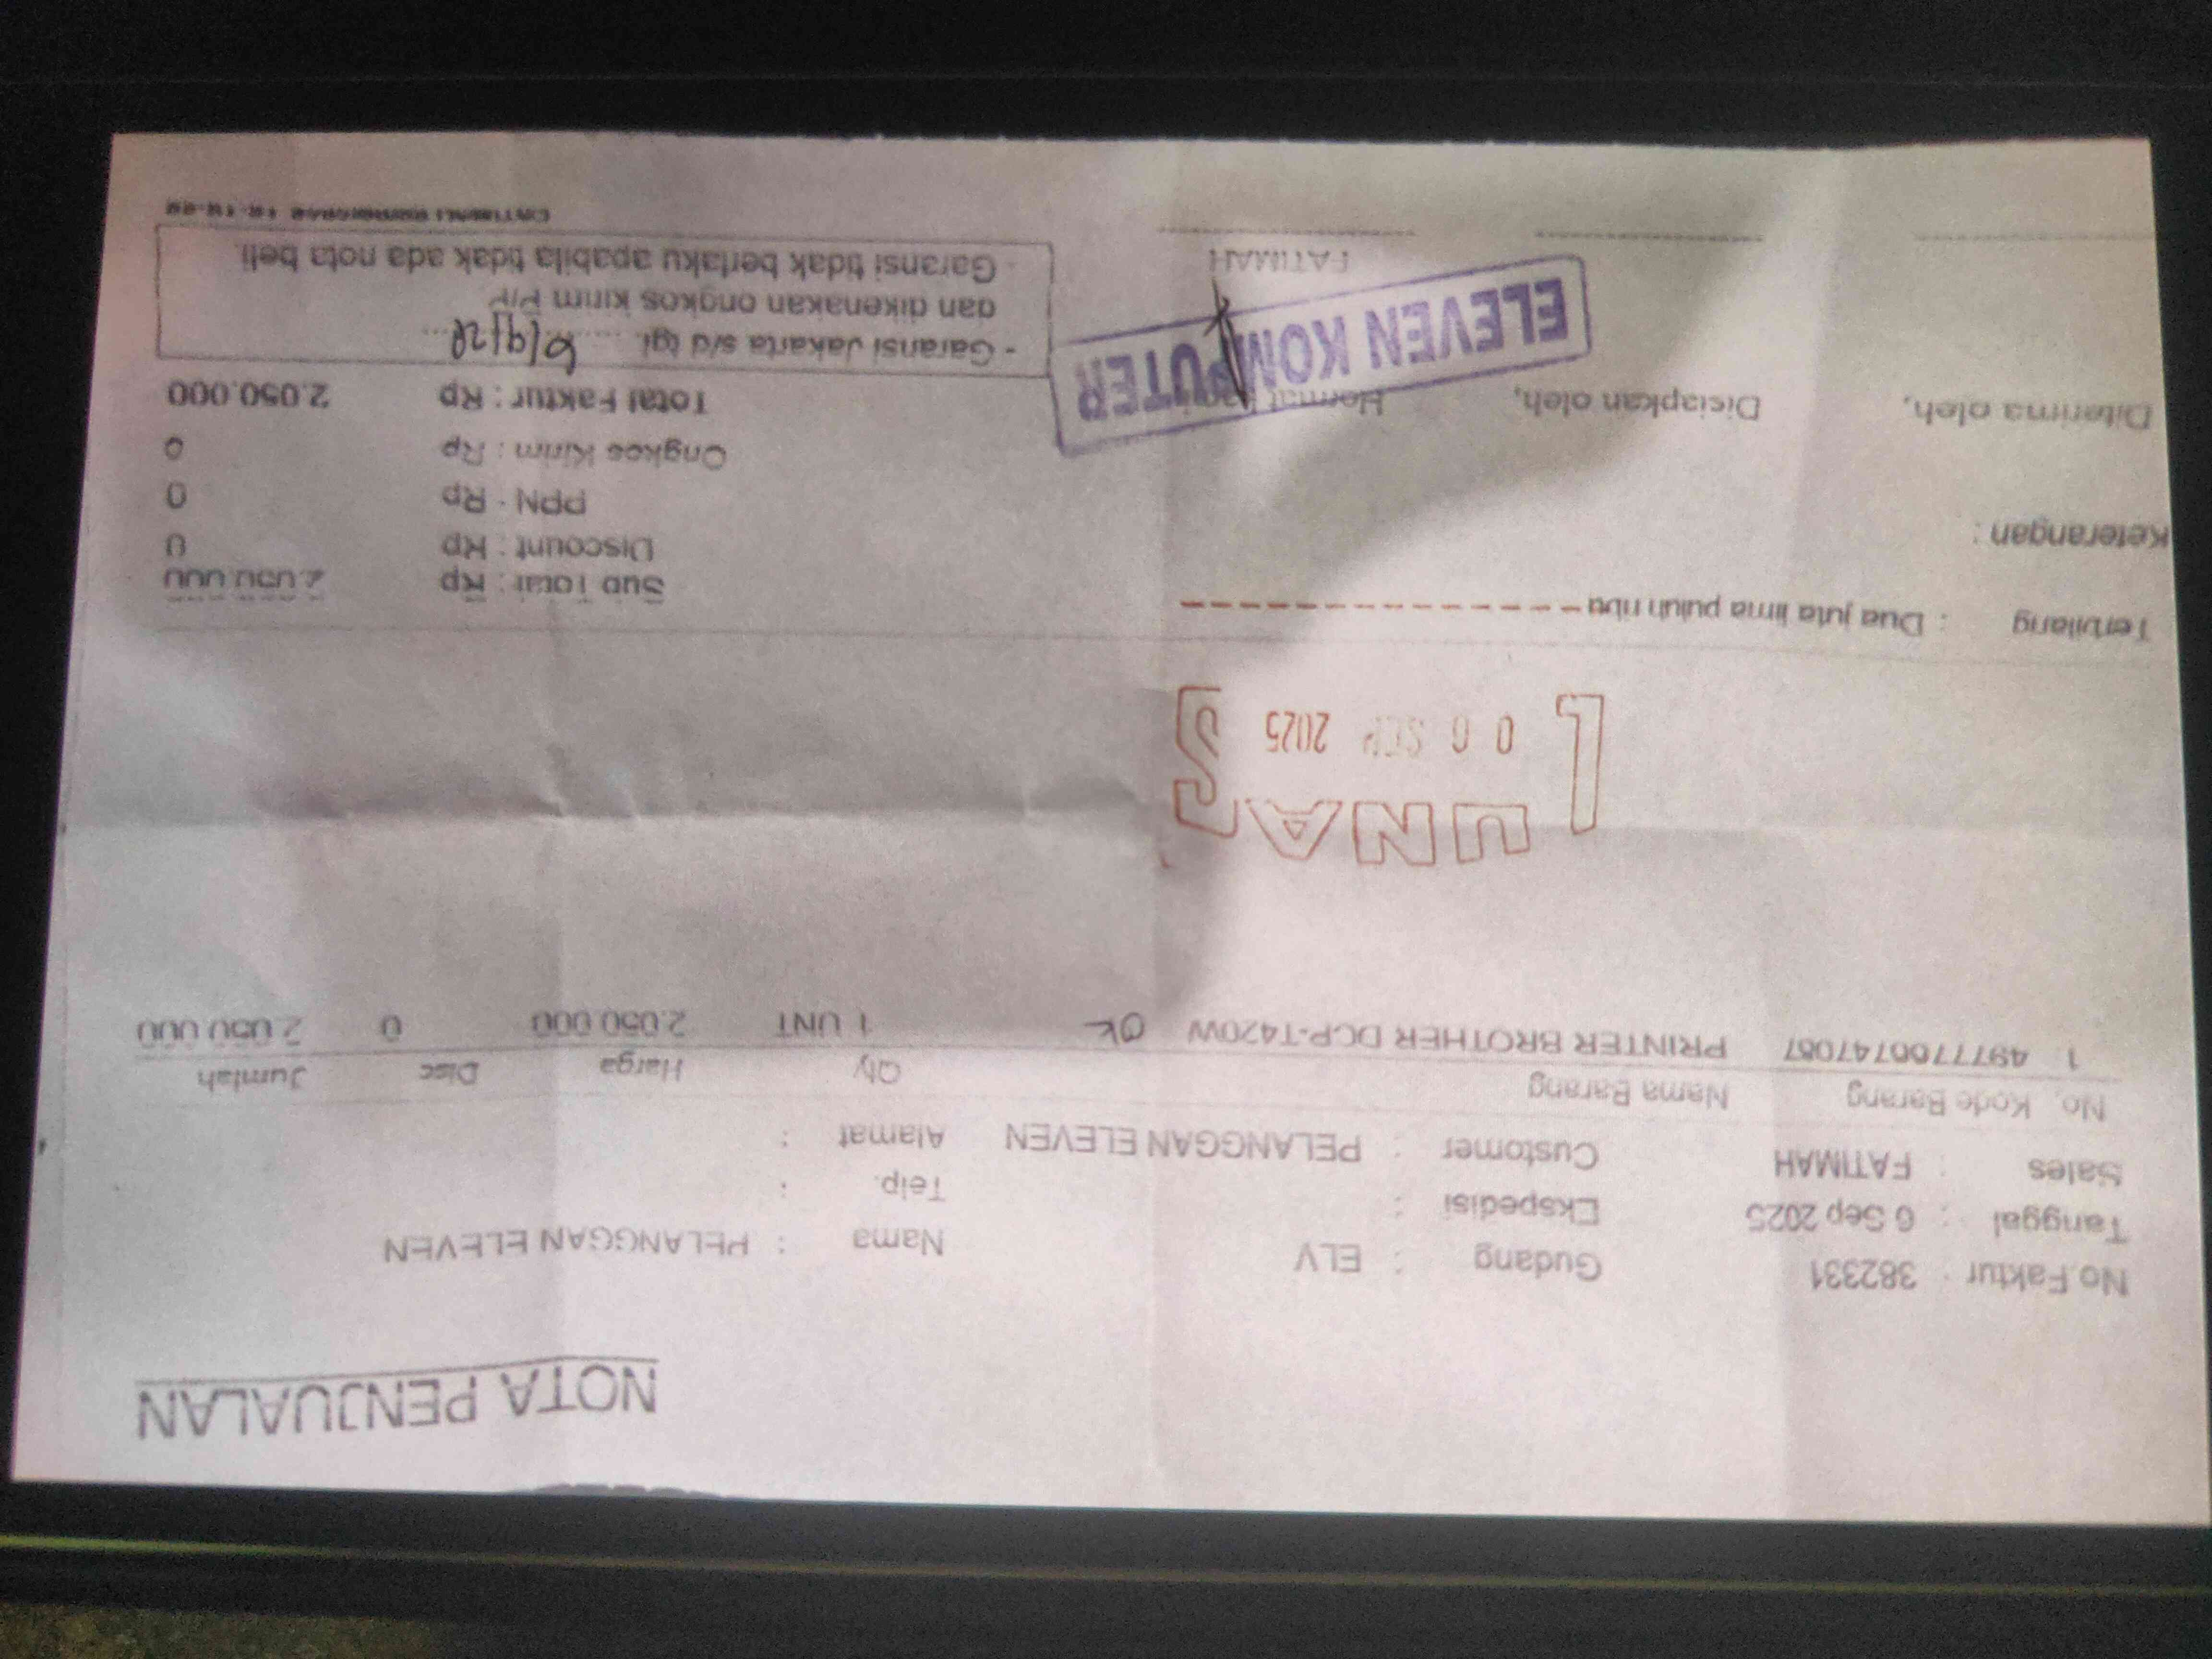 NOTA PENJUALAN
No.Faktur : 382331 Gudang : ELV Nama : PELANGGAN ELEVEN
Tanggal : 6 Sep 2025 Ekspedisi : Telp. :
Sales : FATIMAH Customer : PELANGGAN ELEVEN Alamat :
No. Kode Barang Nama Barang Qty Harga Disc Jumlah
1 4977766747067 PRINTER BROTHER DCP-T420W OK 1 UNT 2.050.000 0 2.050.000
LUNAS
06 SEP 2025
Terbilang : Dua juta lima puluh ribu
Sub Total : Rp 2.050.000
Discount : Rp 0
Keterangan :
PPN : Rp 0
Ongkos Kirim : Rp 0
Diterima oleh, Disiapkan oleh, Hormat
Total Faktur : Rp 2.050.000
ELEVEN KOMPUTER
- Garansi Jakarta s/d tgl.
dan dikenakan ongkos kirim P/P
- Garansi tidak berlaku apabila tidak ada nota beli.
FATIMAH